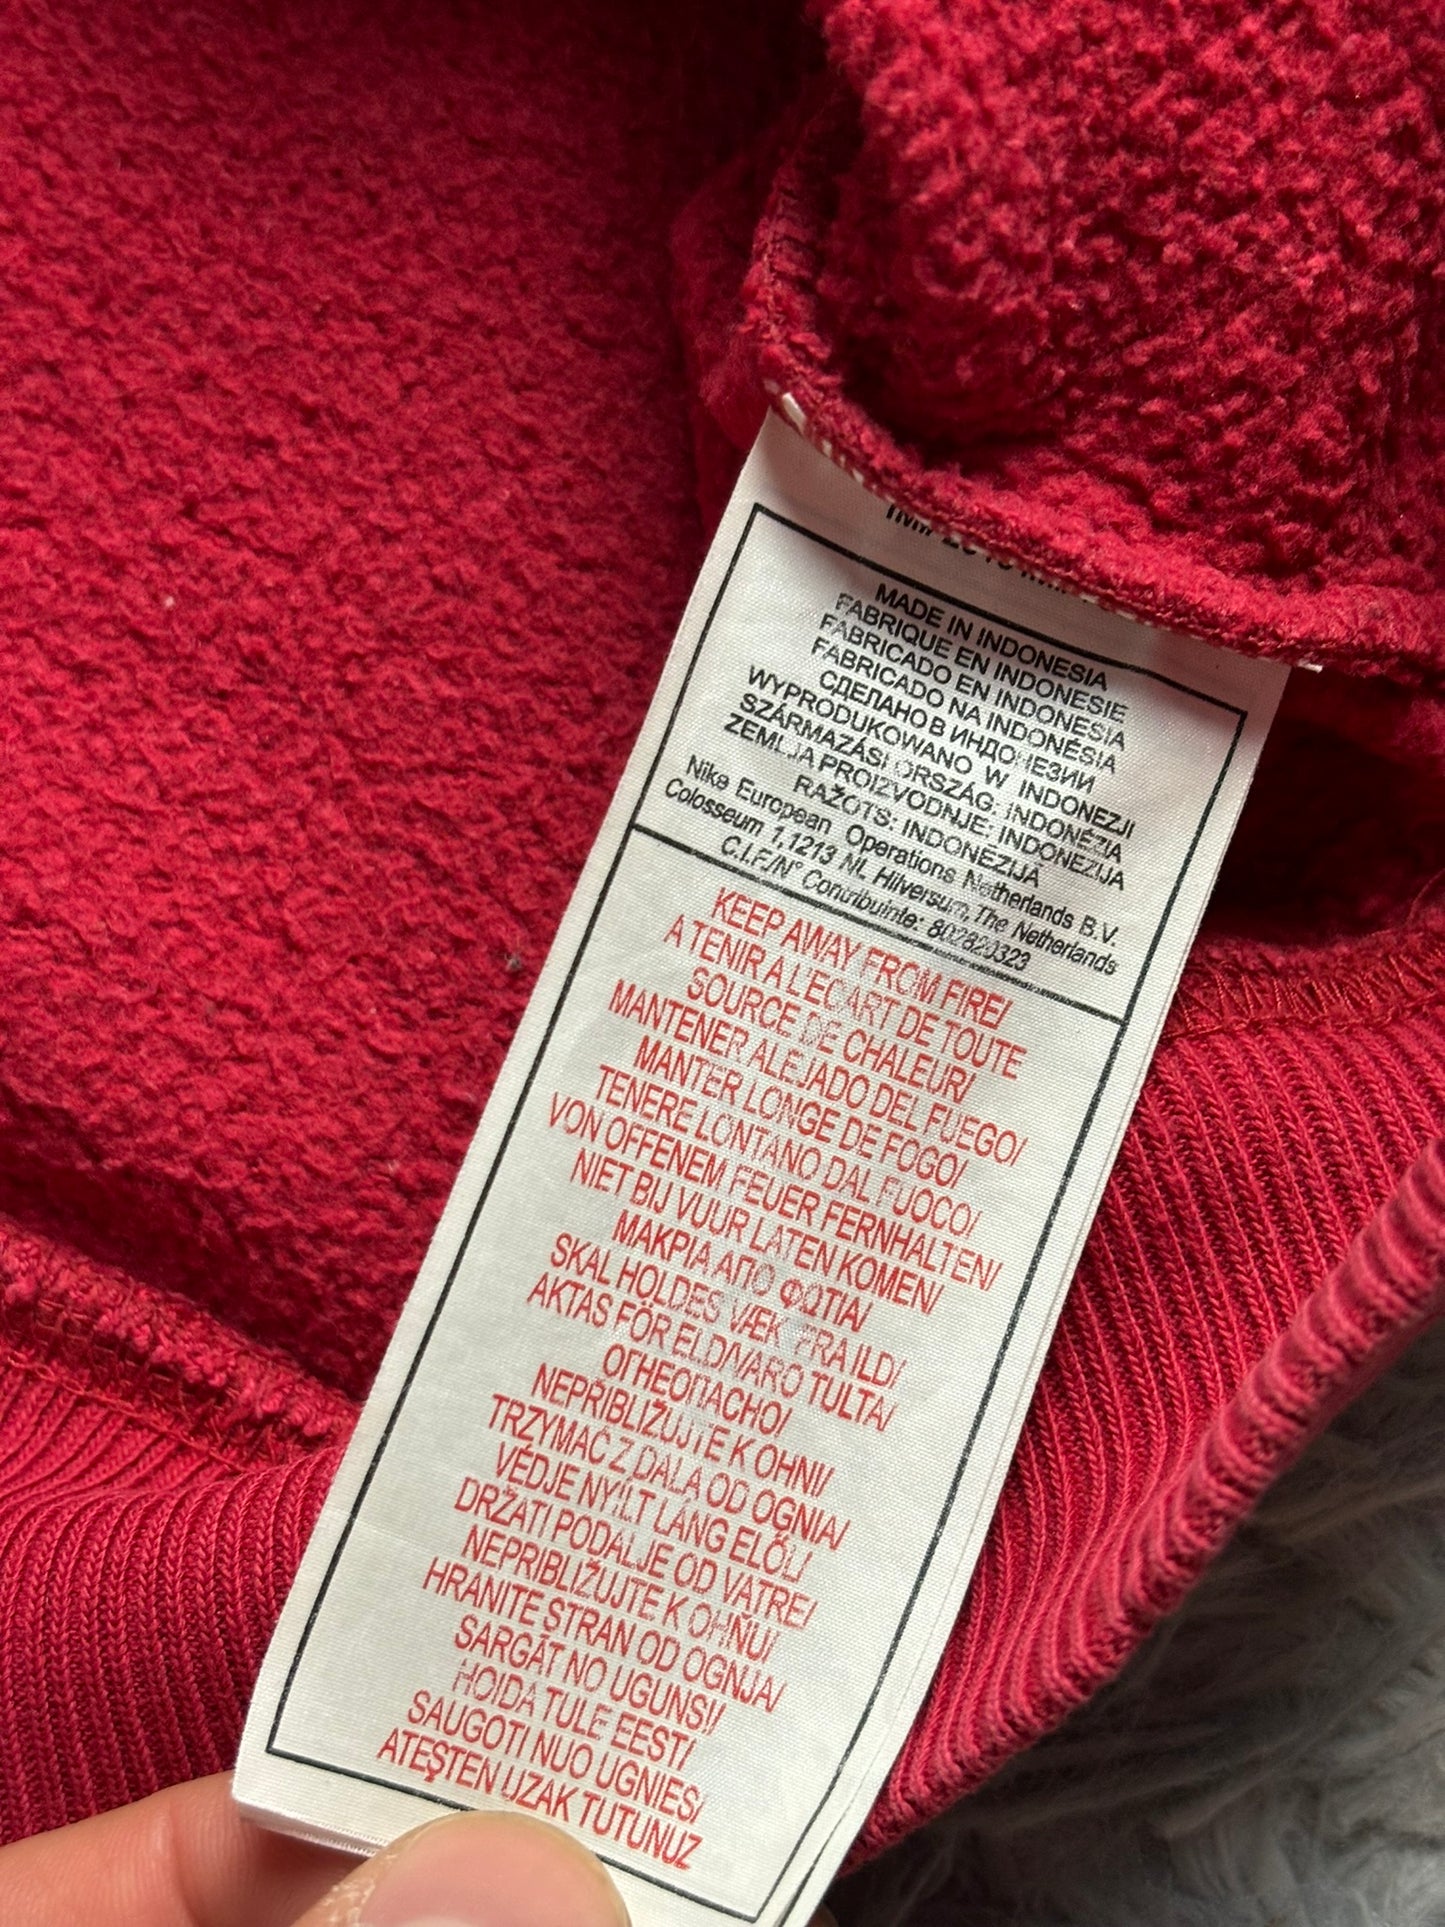 MADE IN INDONESIA
FABRIQUE EN INDONESIE
FABRICADO EN INDONESIA
FABRICADO NA INDONÉSIA
СДЕЛАНО В ИНДОНЕЗИИ
WYPRODUKOWANO W INDONEZJI
SZÁRMAZÁSI ORSZÁG: INDONÉZIA
ZEMLJA PROIZVODNJE: INDONEZIJA
RAŽOTS: INDONĒZIJĀ
Nike European Operations Netherlands B.V.
Colosseum 1,1213 NL Hilversum, The Netherlands
C.I.F./N° Contribuinte: 802820323
KEEP AWAY FROM FIRE/
A TENIR A L'ECART DE TOUTE
SOURCE DE CHALEUR/
MANTENER ALEJADO DEL FUEGO/
MANTER LONGE DE FOGO/
TENERE LONTANO DAL FUOCO/
VON OFFENEM FEUER FERNHALTEN/
NIET BIJ VUUR LATEN KOMEN/
ΜΑΚΡΙΑ ΑΠΟ ΦΩΤΙΑ/
SKAL HOLDES VÆK FRA ILD/
AKTAS FÖR ELD/VARO TULTA/
ОГНЕОПАСНО/
NEPŘIBLIŽUJTE K OHNI/
TRZYMAĆ Z DALA OD OGNIA/
VÉDJE NYÍLT LÁNG ELŐL/
DRŽATI PODALJE OD VATRE/
NEPRIBLIŽUJTE K OHŇU/
HRANITE STRAN OD OGNJA/
SARGĀT NO UGUNS!/
HOIDA TULE EEST/
SAUGOTI NUO UGNIES/
ATEŞTEN UZAK TUTUNUZ